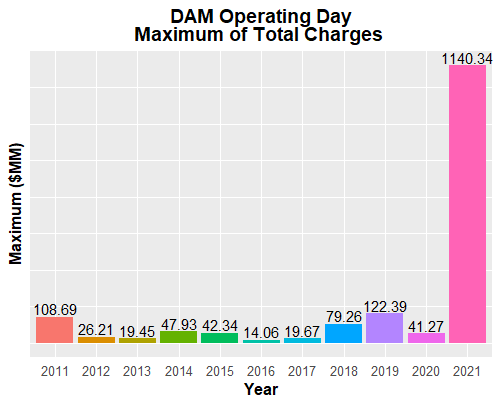 DAM Operating Day
Maximum of Total Charges
Maximum ($MM)
108.69
26.21
19.45
47.93
42.34
14.06
19.67
79.26
122.39
41.27
1140.34
2011 2012 2013 2014 2015 2016 2017 2018 2019 2020 2021
Year